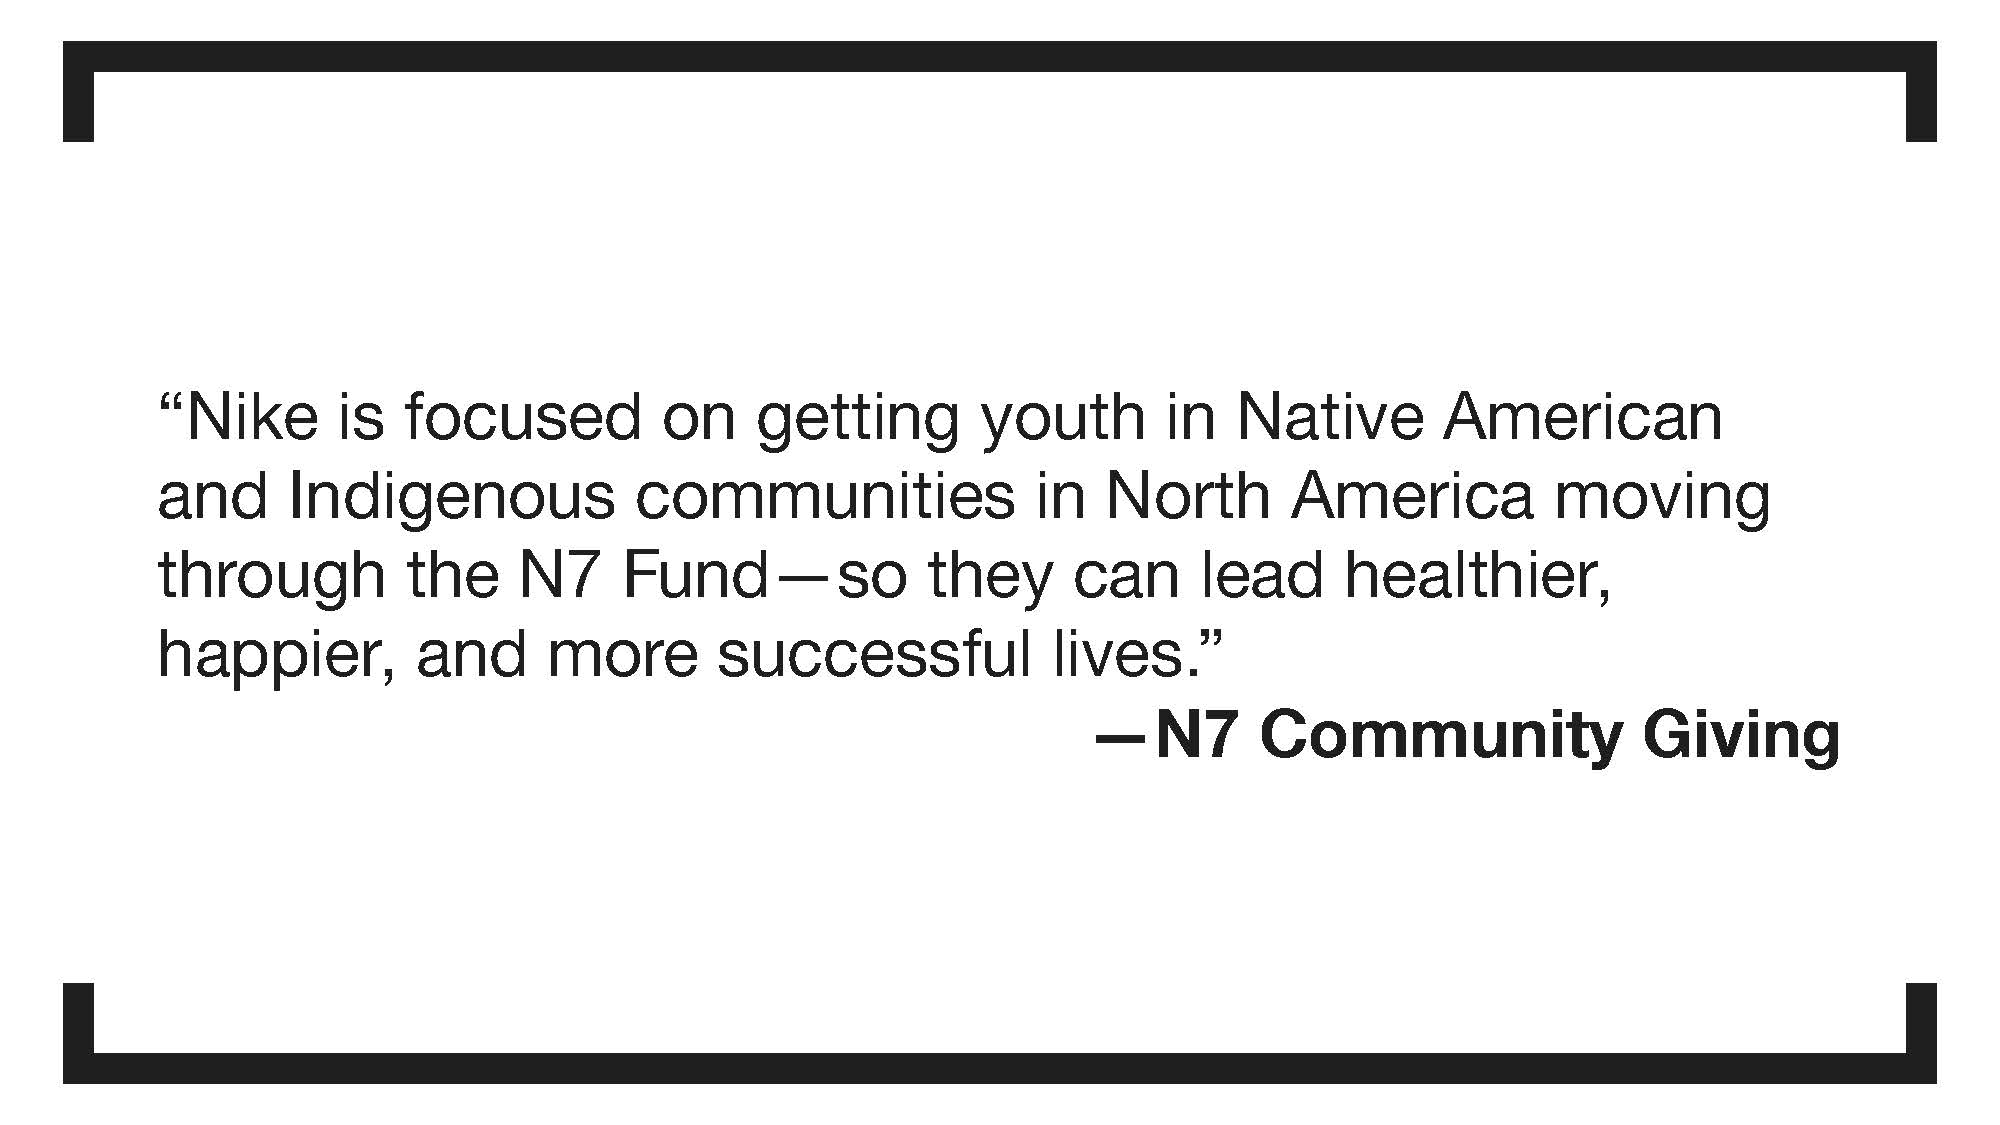 “Nike is focused on getting youth in Native American
and Indigenous communities in North America moving
through the N7 Fund—so they can lead healthier,
happier, and more successful lives.”
—N7 Community Giving